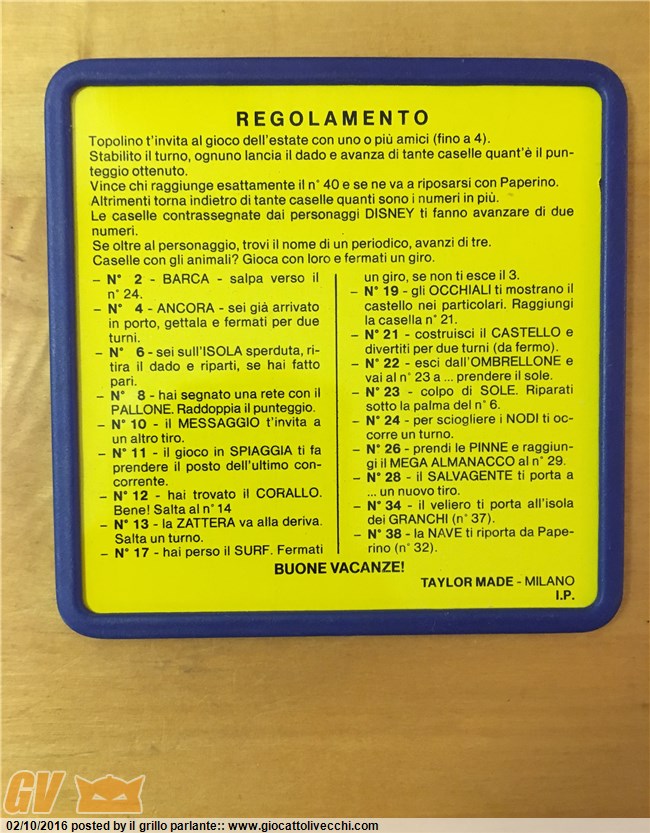 REGOLAMENTO
Topolino t'invita al gioco dell'estate con uno o più amici (fino a 4).
Stabilito il turno, ognuno lancia il dado e avanza di tante caselle quant'è il pun-
teggio ottenuto.
Vince chi raggiunge esattamente il n° 40 e se ne va a riposarsi con Paperino.
Altrimenti torna indietro di tante caselle quanti sono i numeri in più.
Le caselle contrassegnate dai personaggi DISNEY ti fanno avanzare di due
numeri.
Se oltre al personaggio, trovi il nome di un periodico, avanzi di tre.
Caselle con gli animali? Gioca con loro e fermati un giro.
– N° 2 - BARCA - salpa verso il
n° 24.
– N° 4 - ANCORA - sei già arrivato
in porto, gettala e fermati per due
turni.
– N° 6 - sei sull'ISOLA sperduta, ri-
tira il dado e riparti, se hai fatto
pari.
– N° 8 - hai segnato una rete con il
PALLONE. Raddoppia il punteggio.
– N° 10 - il MESSAGGIO t'invita a
un altro tiro.
– N° 11 - il gioco in SPIAGGIA ti fa
prendere il posto dell'ultimo con-
corrente.
– N° 12 - hai trovato il CORALLO.
Bene! Salta al n° 14
– N° 13 - la ZATTERA va alla deriva.
Salta un turno.
– N° 17 - hai perso il SURF. Fermati
un giro, se non ti esce il 3.
– N° 19 - gli OCCHIALI ti mostrano il
castello nei particolari. Raggiungi
la casella n° 21.
– N° 21 - costruisci il CASTELLO e
divertiti per due turni (da fermo).
– N° 22 - esci dall'OMBRELLONE e
vai al n° 23 a ... prendere il sole.
– N° 23 - colpo di SOLE. Riparati
sotto la palma del n° 6.
– N° 24 - per sciogliere i NODI ti oc-
corre un turno.
– N° 26 - prendi le PINNE e raggiun-
gi il MEGA ALMANACCO al n° 29.
– N° 28 - il SALVAGENTE ti porta a
... un nuovo tiro.
– N° 34 - il veliero ti porta all'isola
dei GRANCHI (n° 37).
– N° 38 - la NAVE ti riporta da Pape-
rino (n° 32).
BUONE VACANZE!
TAYLOR MADE - MILANO
I.P.
GV
02/10/2016 posted by il grillo parlante:: www.giocattolivecchi.com